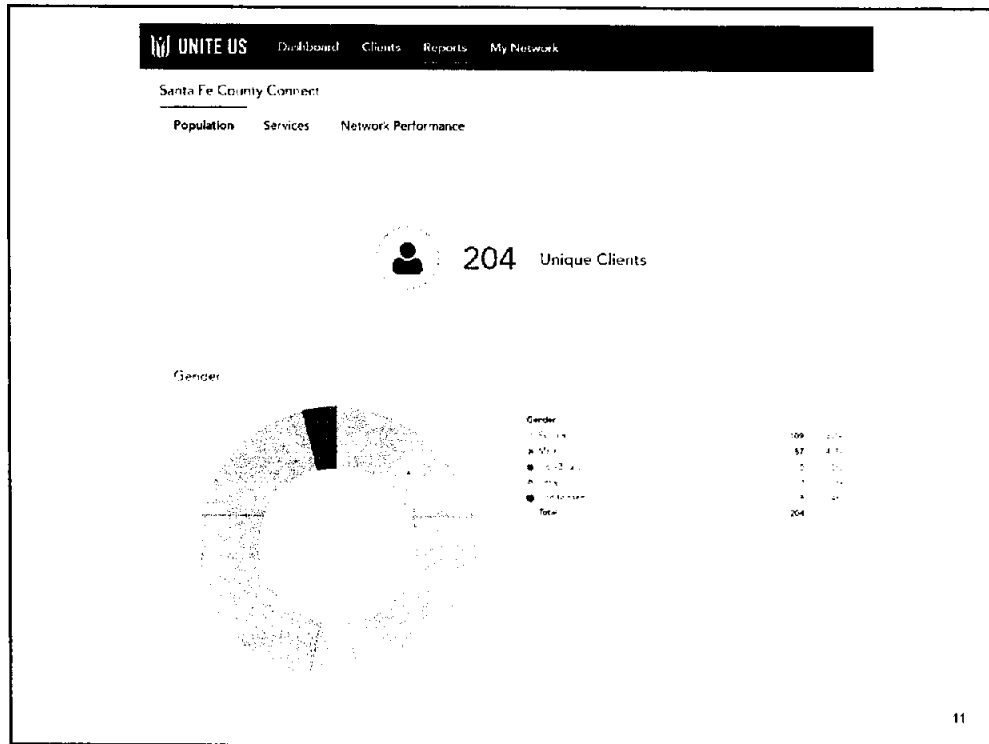 UNITE US Dashboard Clients Reports My Network
Santa Fe County Connect
Population Services Network Performance
204 Unique Clients
Gender
Gender
109
57
Total 204
11